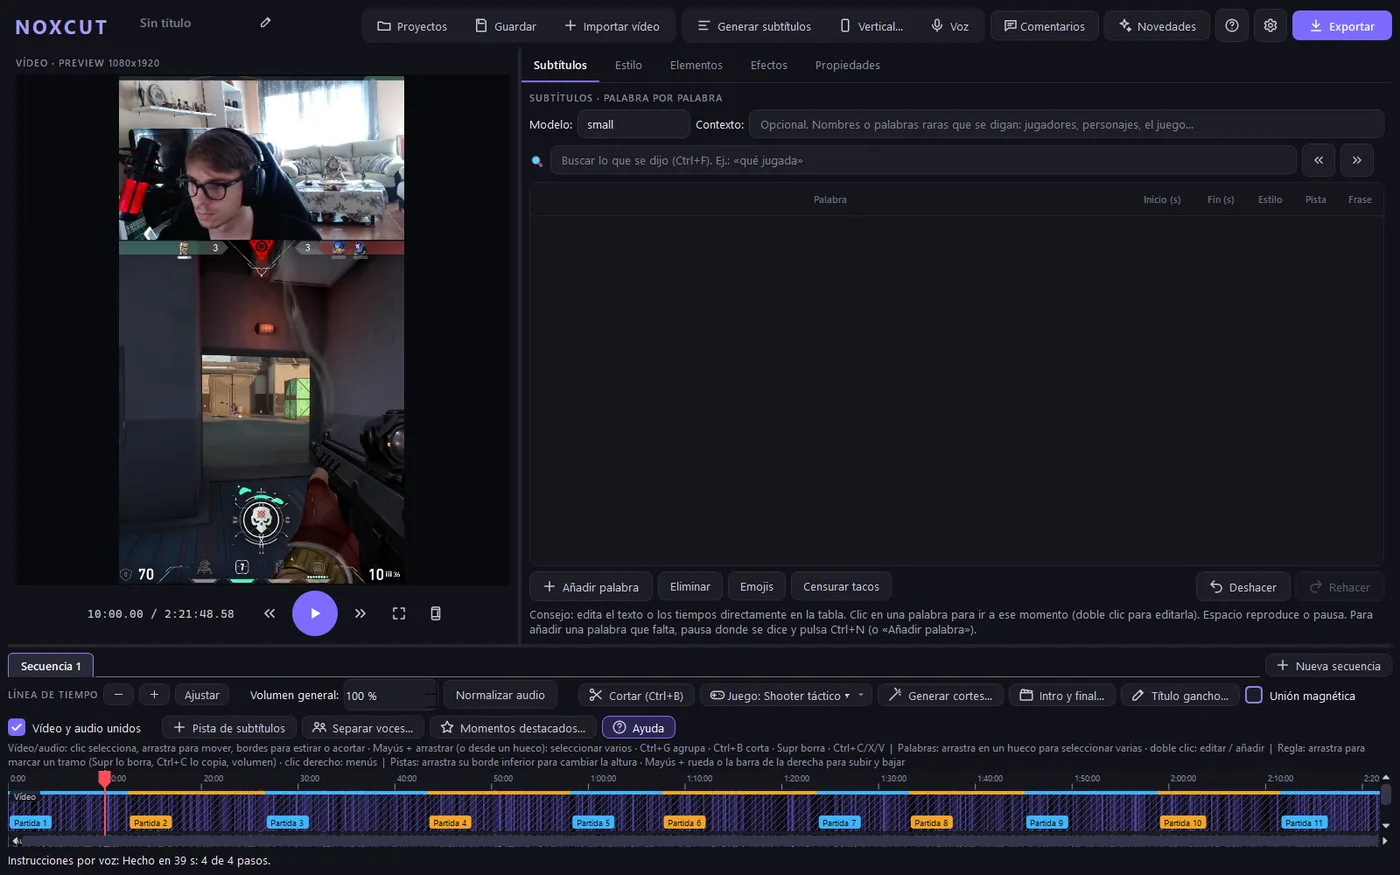 NOXCUT
Sin título
Proyectos
Guardar
Importar vídeo
Generar subtítulos
Vertical...
Voz
Comentarios
Novedades
Exportar
VÍDEO · PREVIEW 1080x1920
3
3
70
7
10
36
10:00.00 / 2:21:48.58
Subtítulos
Estilo
Elementos
Efectos
Propiedades
SUBTÍTULOS · PALABRA POR PALABRA
Modelo: small Contexto: Opcional. Nombres o palabras raras que se digan: jugadores, personajes, el juego...
Buscar lo que se dijo (Ctrl+F). Ej.: «qué jugada»
Palabra Inicio (s) Fin (s) Estilo Pista Frase
Añadir palabra
Eliminar
Emojis
Censurar tacos
Deshacer
Rehacer
Consejo: edita el texto o los tiempos directamente en la tabla. Clic en una palabra para ir a ese momento (doble clic para editarla). Espacio reproduce o pausa. Para
añadir una palabra que falta, pausa donde se dice y pulsa Ctrl+N (o «Añadir palabra»).
Secuencia 1
Nueva secuencia
LÍNEA DE TIEMPO
Ajustar
Volumen general: 100 %
Normalizar audio
Cortar (Ctrl+B)
Juego: Shooter táctico
Generar cortes...
Intro y final...
Título gancho...
Unión magnética
Vídeo y audio unidos
Pista de subtítulos
Separar voces...
Momentos destacados...
Ayuda
Vídeo/audio: clic selecciona, arrastra para mover, bordes para estirar o acortar · Mayús + arrastrar (o desde un hueco): seleccionar varios · Ctrl+G agrupa · Ctrl+B corta · Supr borra · Ctrl+C/X/V | Palabras: arrastra en un hueco para seleccionar varias · doble clic: editar / añadir | Regla: arrastra para
marcar un tramo (Supr lo borra, Ctrl+C lo copia, volumen) · clic derecho: menús | Pistas: arrastra su borde inferior para cambiar la altura · Mayús + rueda o la barra de la derecha para subir y bajar
0:00 20:00 30:00 40:00 50:00 1:00:00 1:10:00 1:20:00 1:30:00 1:40:00 1:50:00 2:00:00 2:10:00 2:20
Vídeo
Partida 1 Partida 2 Partida 3 Partida 4 Partida 5 Partida 6 Partida 7 Partida 8 Partida 9 Partida 10 Partida 11
Instrucciones por voz: Hecho en 39 s: 4 de 4 pasos.